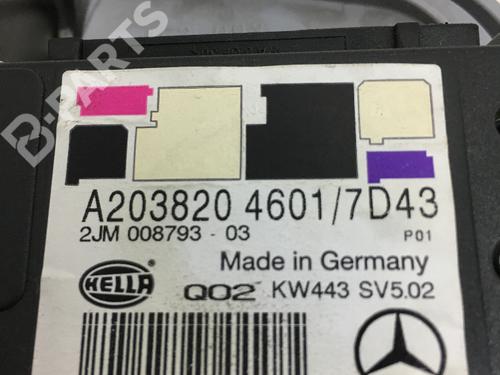 B-PARTS
A203820 4601/7D43
2JM 008793 - 03
P01
Made in Germany
HELLA
Q02 KW443 SV5.02